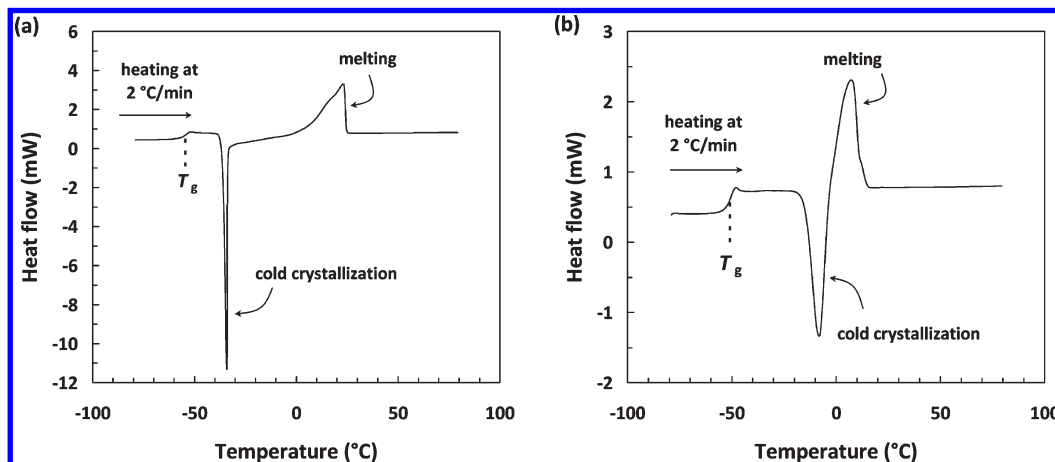 (a)
6
4
2
0
-2
-4
-6
-8
-10
-12
Heat flow (mW)
heating at
2 °C/min
melting
Tg
cold crystallization
-100 -50 0 50 100
Temperature (°C)
(b)
3
2
1
0
-1
-2
Heat flow (mW)
heating at
2 °C/min
melting
Tg
cold crystallization
-100 -50 0 50 100
Temperature (°C)